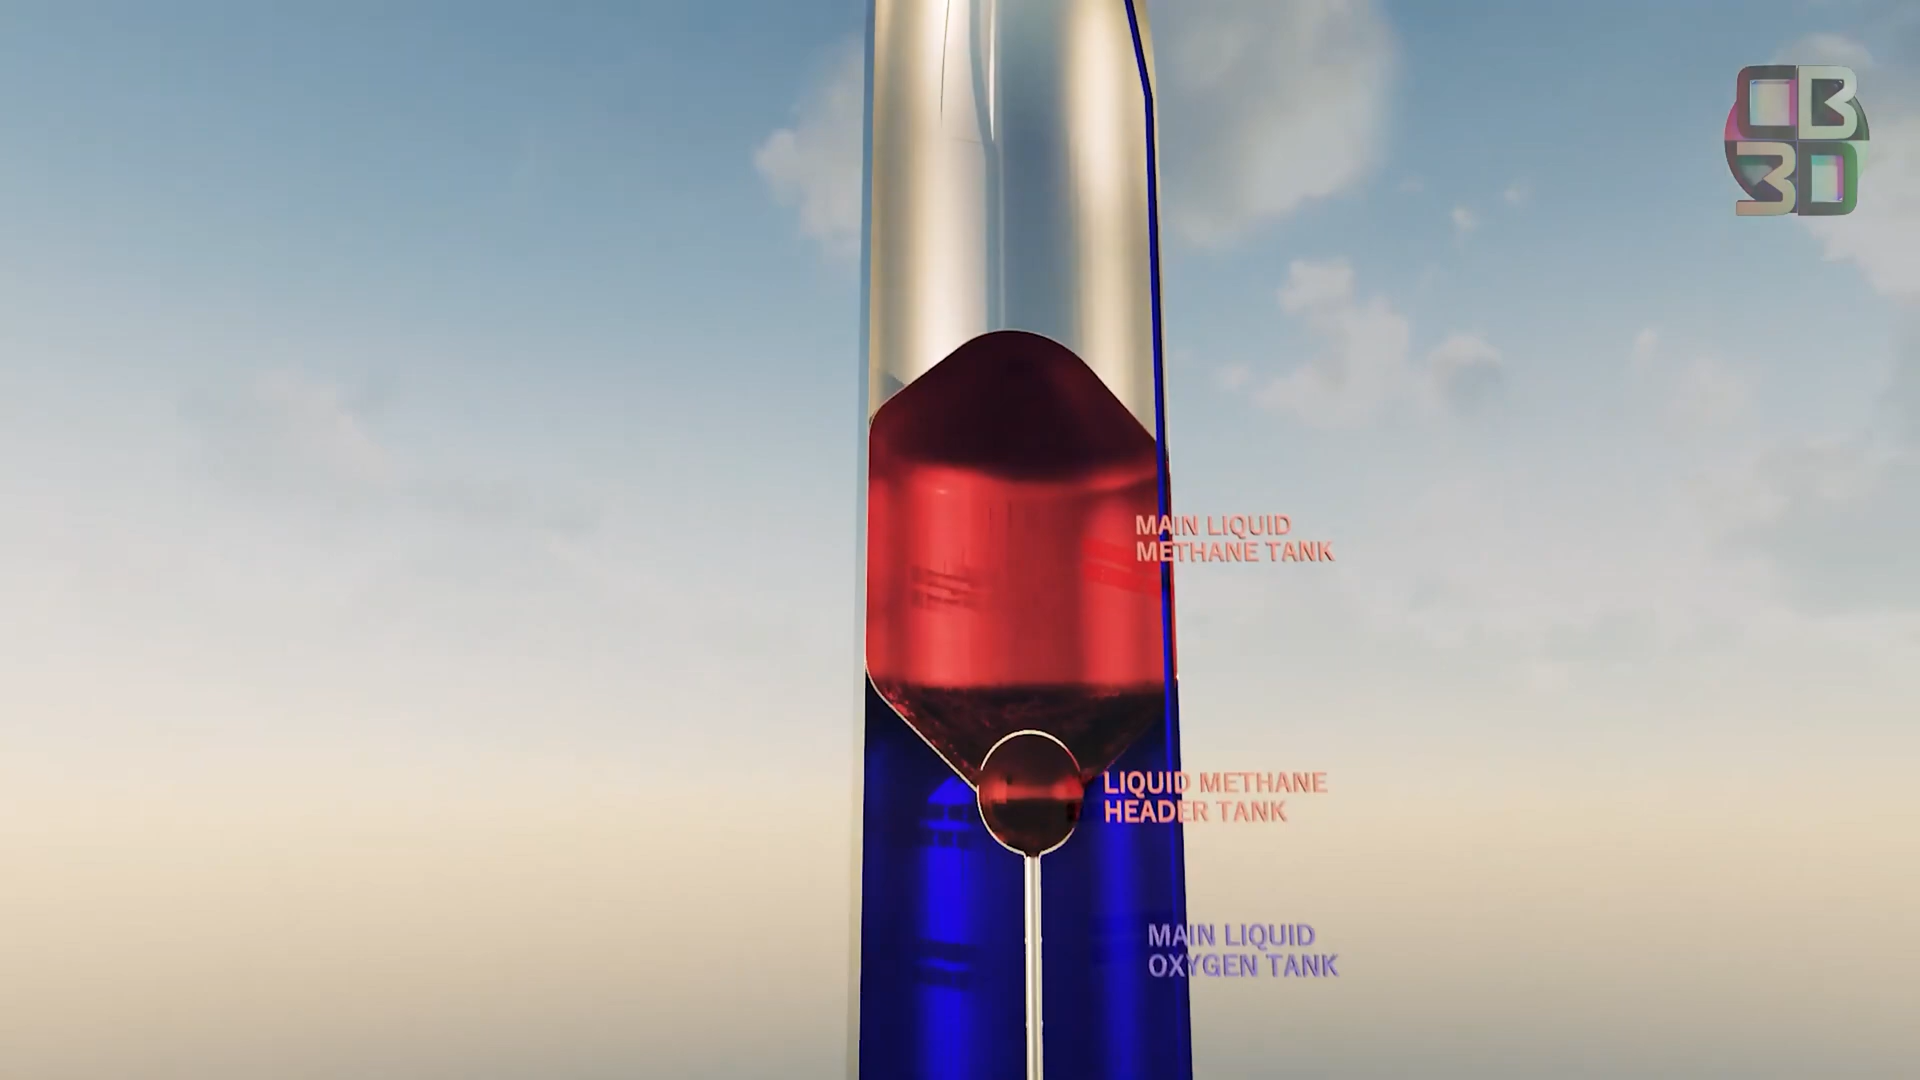 CB
3D
MAIN LIQUID
METHANE TANK
LIQUID METHANE
HEADER TANK
MAIN LIQUID
OXYGEN TANK